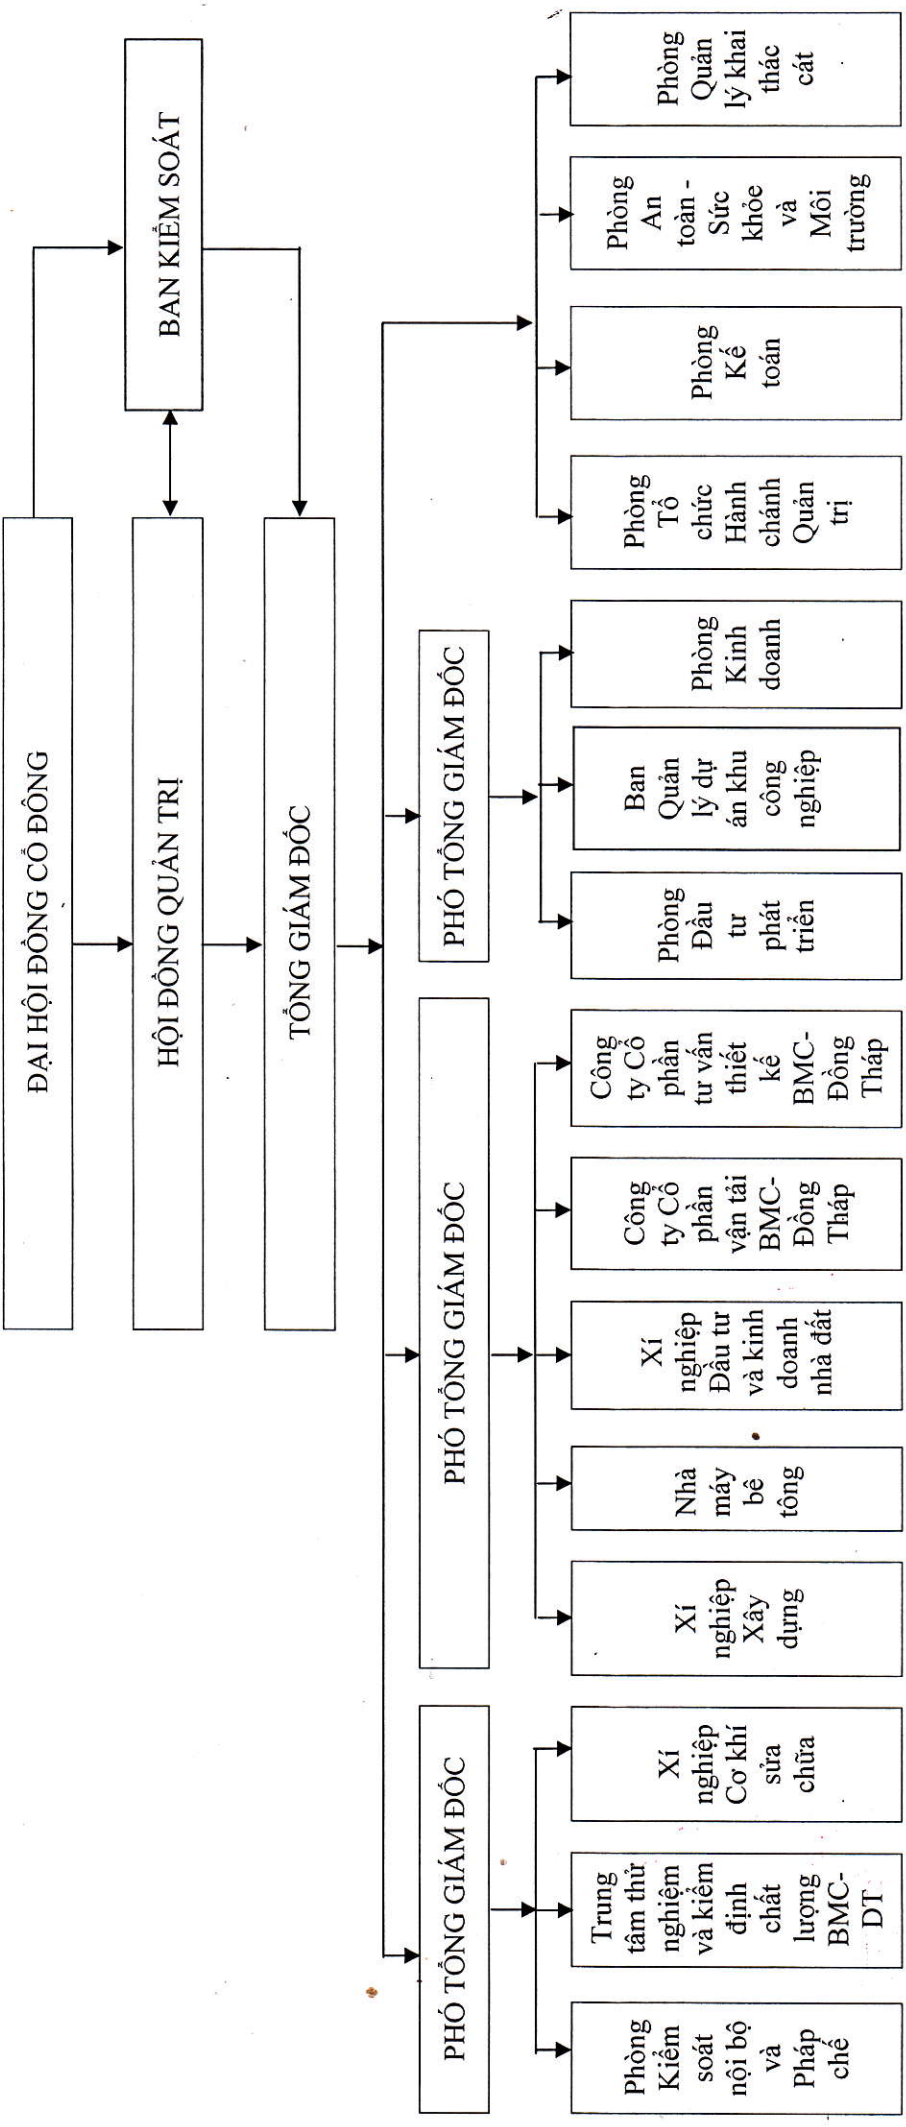 ĐẠI HỘI ĐỒNG CỔ ĐÔNG
BAN KIỂM SOÁT
HỘI ĐỒNG QUẢN TRỊ
TỔNG GIÁM ĐỐC
PHÓ TỔNG GIÁM ĐỐC
PHÓ TỔNG GIÁM ĐỐC
PHÓ TỔNG GIÁM ĐỐC
Phòng
Kiểm
soát
nội bộ
và
Pháp
chế
Trung
tâm thử
nghiệm
và kiểm
định
chất
lượng
BMC-
DT
Xí
nghiệp
Cơ khí
sửa
chữa
Xí
nghiệp
Xây
dựng
Nhà
máy
bê
tông
Xí
nghiệp
Đầu tư
và kinh
doanh
nhà đất
Công
ty Cổ
phần
vận tải
BMC-
Đồng
Tháp
Công
ty Cổ
phần
tư vấn
thiết
kế
BMC-
Đồng
Tháp
Phòng
Đầu
tư
phát
triển
Ban
Quản
lý dự
án khu
công
nghiệp
Phòng
Kinh
doanh
Phòng
Tổ
chức
Hành
chánh
Quản
trị
Phòng
Kế
toán
Phòng
An
toàn -
Sức
khỏe
và
Môi
trường
Phòng
Quản
lý khai
thác
cát